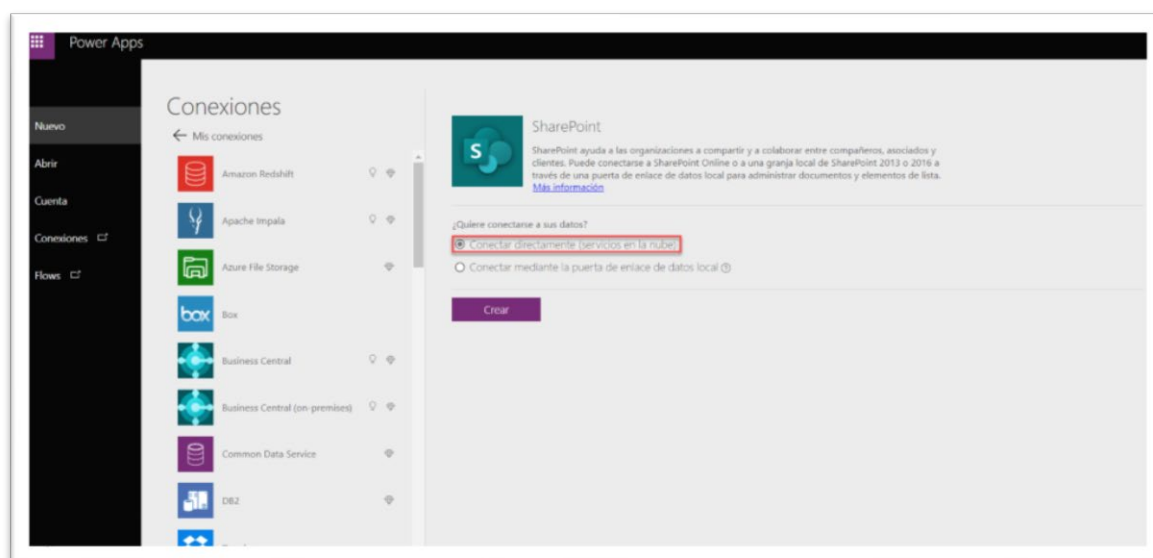 Power Apps
Nuevo
Abrir
Cuenta
Conexiones
Flows
Conexiones
← Mis conexiones
Amazon Redshift
Apache Impala
Azure File Storage
box Box
Business Central
Business Central (on-premises)
Common Data Service
DB2
S
SharePoint
SharePoint ayuda a las organizaciones a compartir y a colaborar entre compañeros, asociados y
clientes. Puede conectarse a SharePoint Online o a una granja local de SharePoint 2013 o 2016 a
través de una puerta de enlace de datos local para administrar documentos y elementos de lista.
Más información
¿Quiere conectarse a sus datos?
Conectar directamente (servicios en la nube)
Conectar mediante la puerta de enlace de datos local
Crear